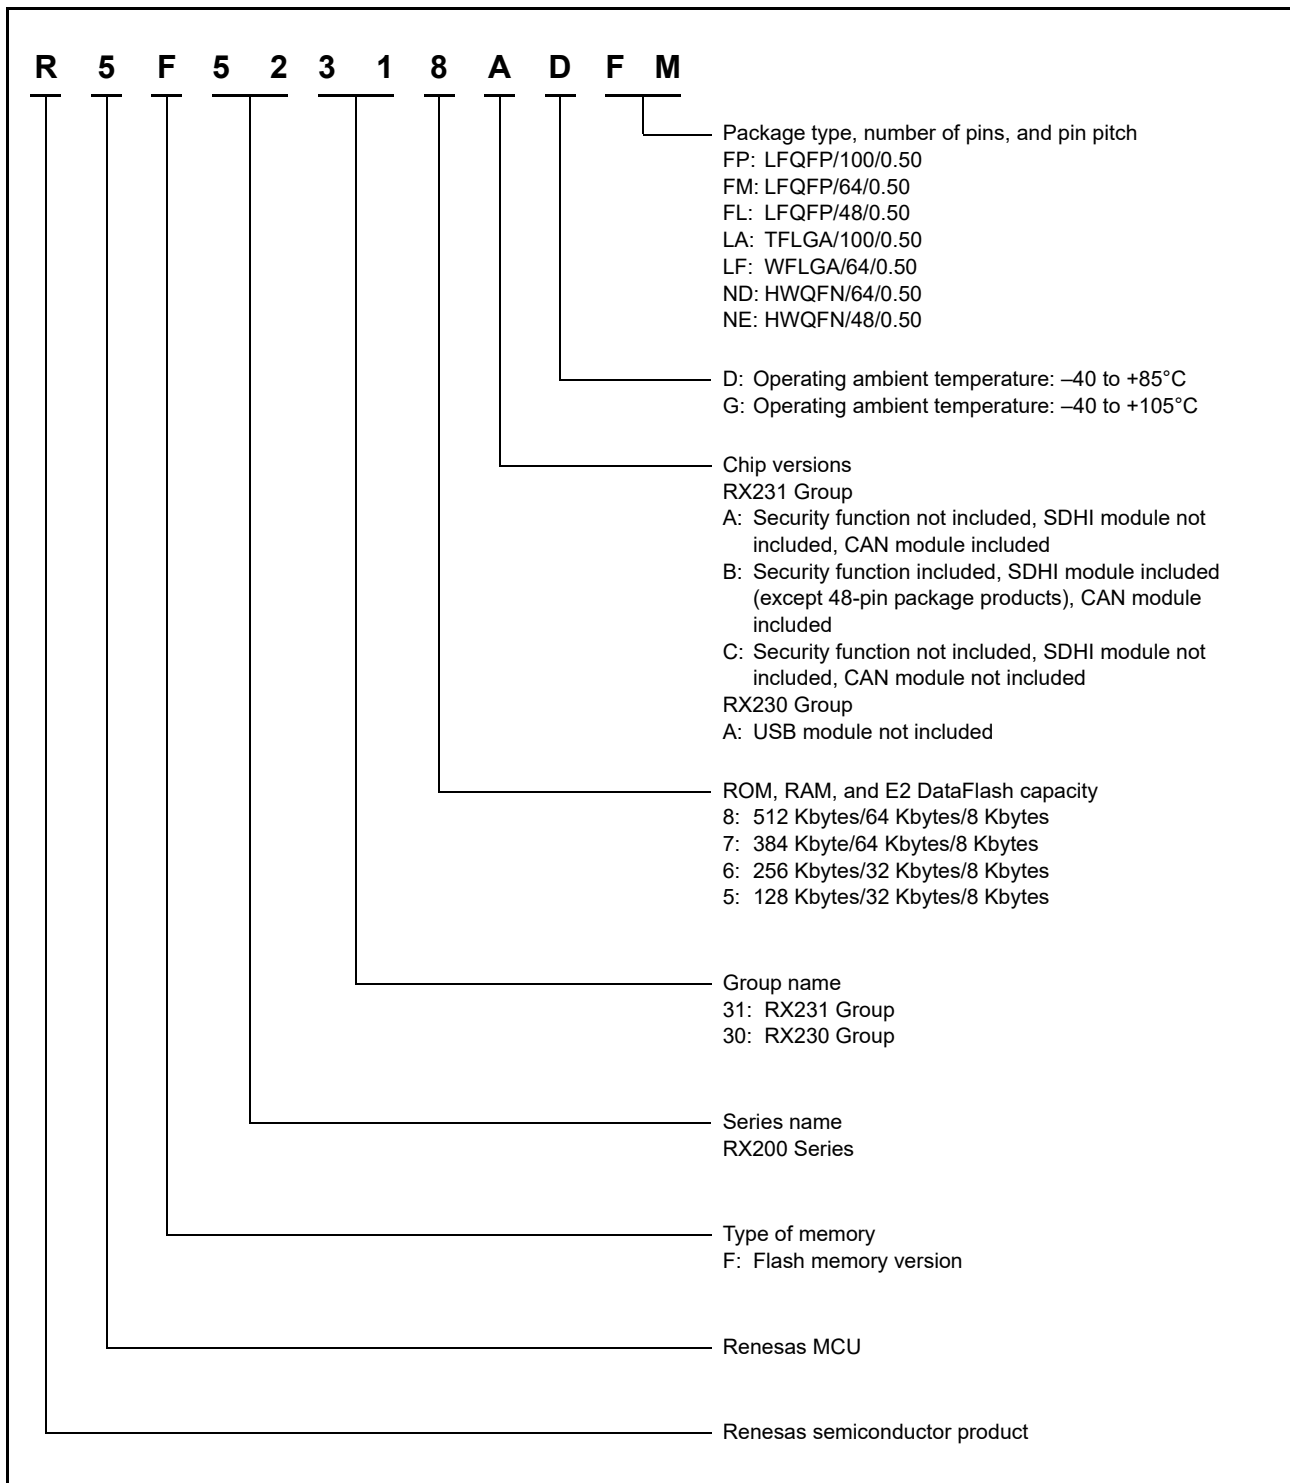 R 5 F 5 2 3 1 8 A D F M
Package type, number of pins, and pin pitch
FP: LFQFP/100/0.50
FM: LFQFP/64/0.50
FL: LFQFP/48/0.50
LA: TFLGA/100/0.50
LF: WFLGA/64/0.50
ND: HWQFN/64/0.50
NE: HWQFN/48/0.50
D: Operating ambient temperature: –40 to +85°C
G: Operating ambient temperature: –40 to +105°C
Chip versions
RX231 Group
A: Security function not included, SDHI module not
included, CAN module included
B: Security function included, SDHI module included
(except 48-pin package products), CAN module
included
C: Security function not included, SDHI module not
included, CAN module not included
RX230 Group
A: USB module not included
ROM, RAM, and E2 DataFlash capacity
8: 512 Kbytes/64 Kbytes/8 Kbytes
7: 384 Kbyte/64 Kbytes/8 Kbytes
6: 256 Kbytes/32 Kbytes/8 Kbytes
5: 128 Kbytes/32 Kbytes/8 Kbytes
Group name
31: RX231 Group
30: RX230 Group
Series name
RX200 Series
Type of memory
F: Flash memory version
Renesas MCU
Renesas semiconductor product